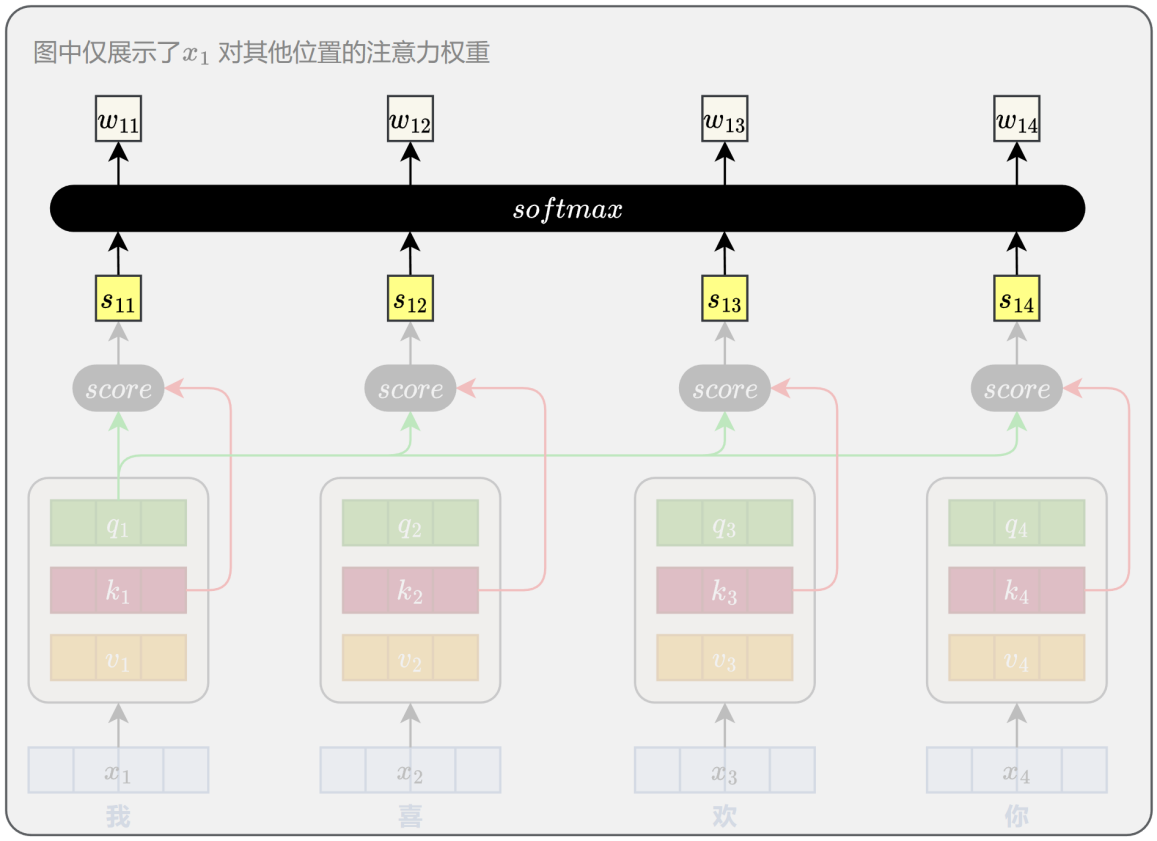 图中仅展示了x₁ 对其他位置的注意力权重
w₁₁ w₁₂ w₁₃ w₁₄
softmax
s₁₁ s₁₂ s₁₃ s₁₄
score score score score
q₁ q₂ q₃ q₄
k₁ k₂ k₃ k₄
v₁ v₂ v₃ v₄
x₁ x₂ x₃ x₄
我 喜 欢 你